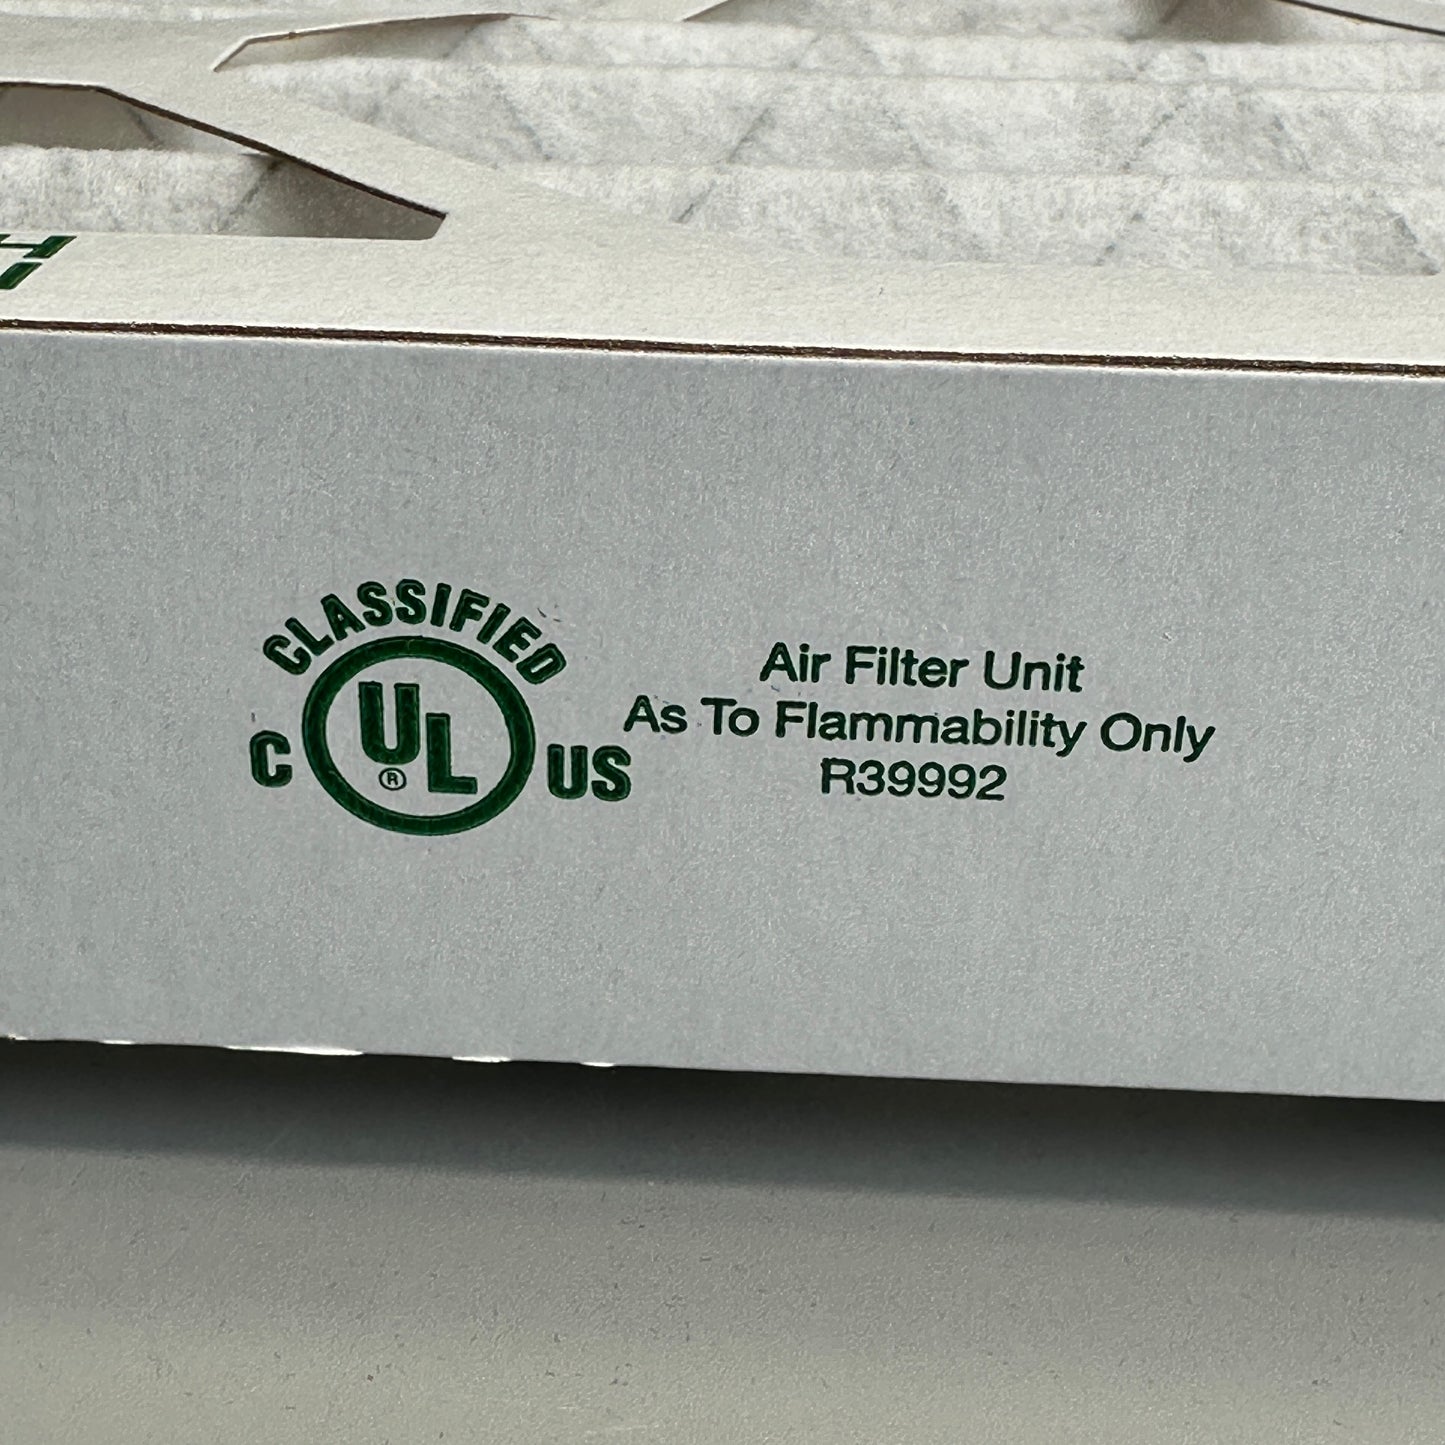 CLASSIFIED
C UL® US
Air Filter Unit
As To Flammability Only
R39992